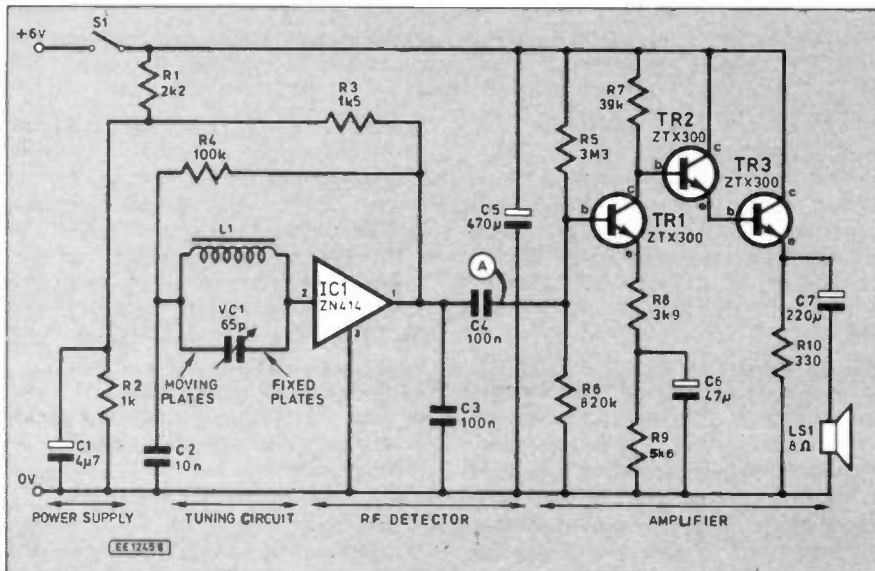 S1
+6V
R1
2k2
R3
1k5
R4
100k
L1
VC1
65p
MOVING
PLATES
FIXED
PLATES
2
IC1
ZN414
1
3
R2
1k
C1
4µ7
C2
10n
C3
100n
C4
100n
A
C5
470µ
R5
3M3
R6
820k
R7
39k
b
c
e
TR1
ZTX300
TR2
ZTX300
b
c
e
TR3
ZTX300
b
c
e
R8
3k9
R9
5k6
C6
47µ
C7
220µ
R10
330
LS1
8Ω
0V
POWER SUPPLY
TUNING CIRCUIT
R.F. DETECTOR
AMPLIFIER
EE1245G